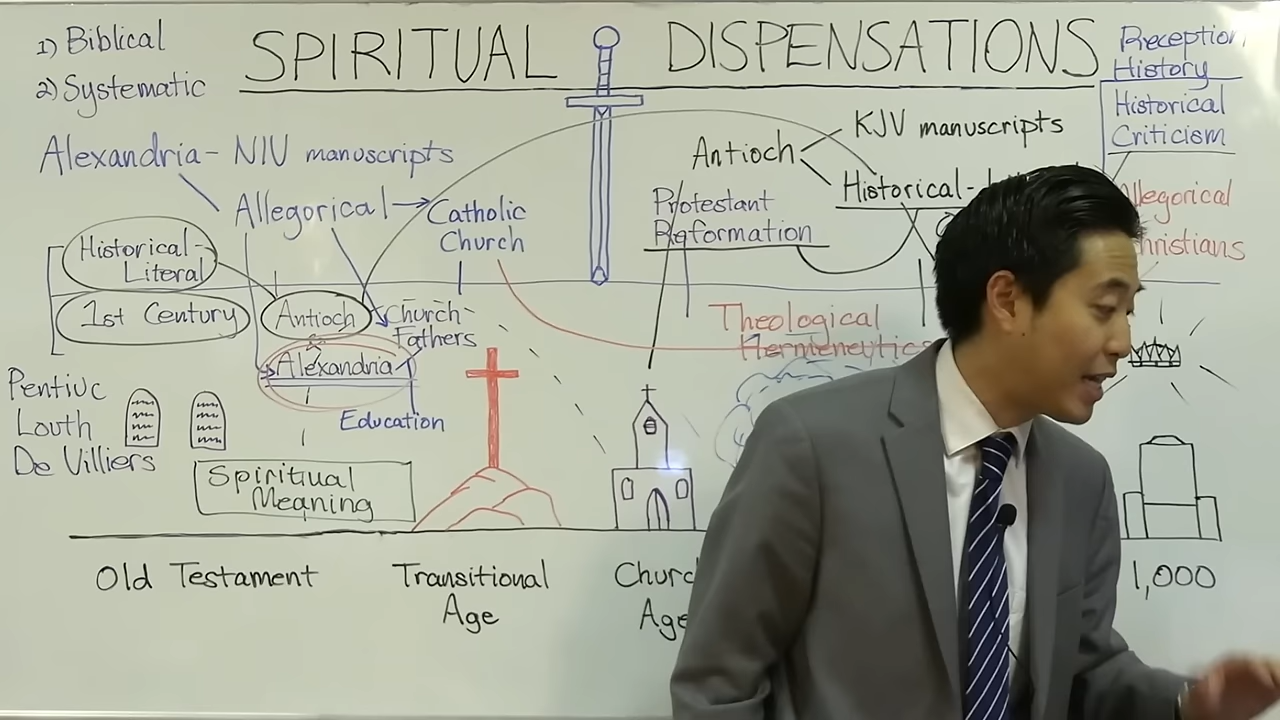 1) Biblical
2) Systematic
SPIRITUAL DISPENSATIONS
Reception
History
Historical
Criticism
Allegorical
Christians
Alexandria - NIV manuscripts
Allegorical
Catholic
Church
Antioch
KJV manuscripts
Historical-
Protestant
Reformation
Historical-
Literal
1st Century
Antioch
Church
Fathers
Alexandria
Education
Theological
Hermeneutics
Pentiuc
Louth
De Villiers
Spiritual
Meaning
Old Testament
Transitional
Age
Church
Age
1,000